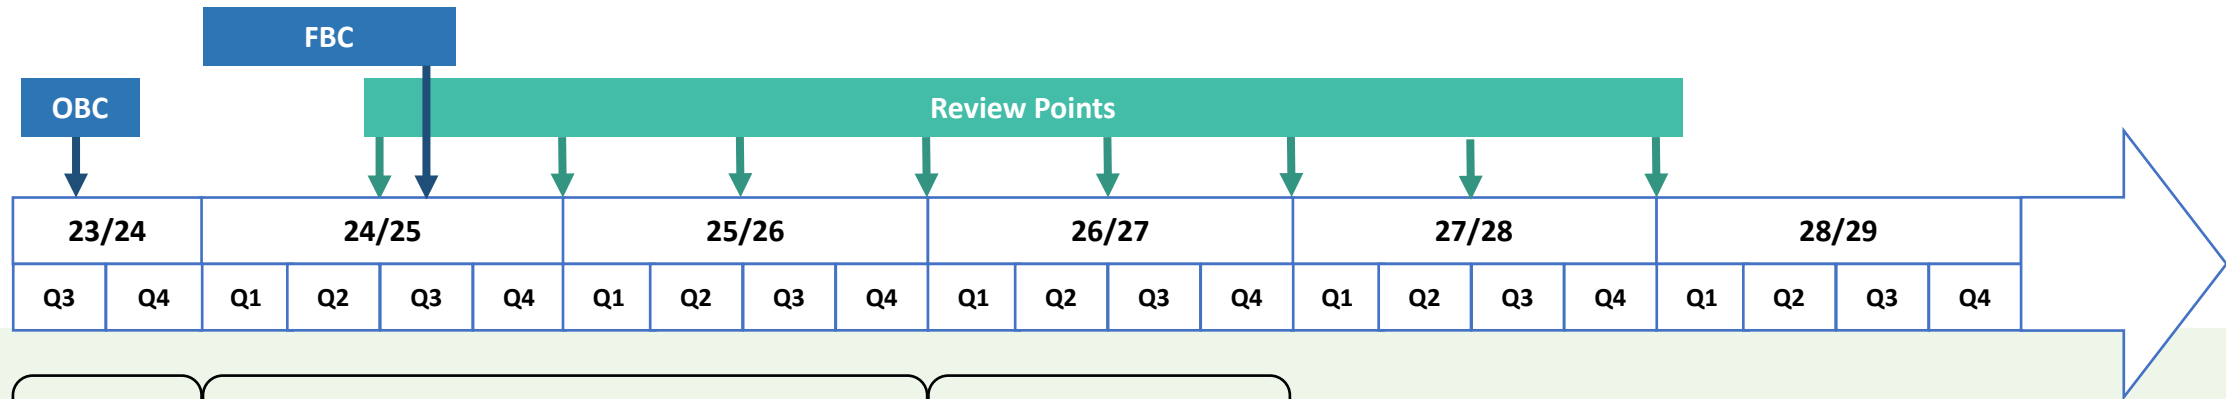 FBC
OBC
Review Points
23/24 24/25 25/26 26/27 27/28 28/29
Q3 Q4 Q1 Q2 Q3 Q4 Q1 Q2 Q3 Q4 Q1 Q2 Q3 Q4 Q1 Q2 Q3 Q4 Q1 Q2 Q3 Q4